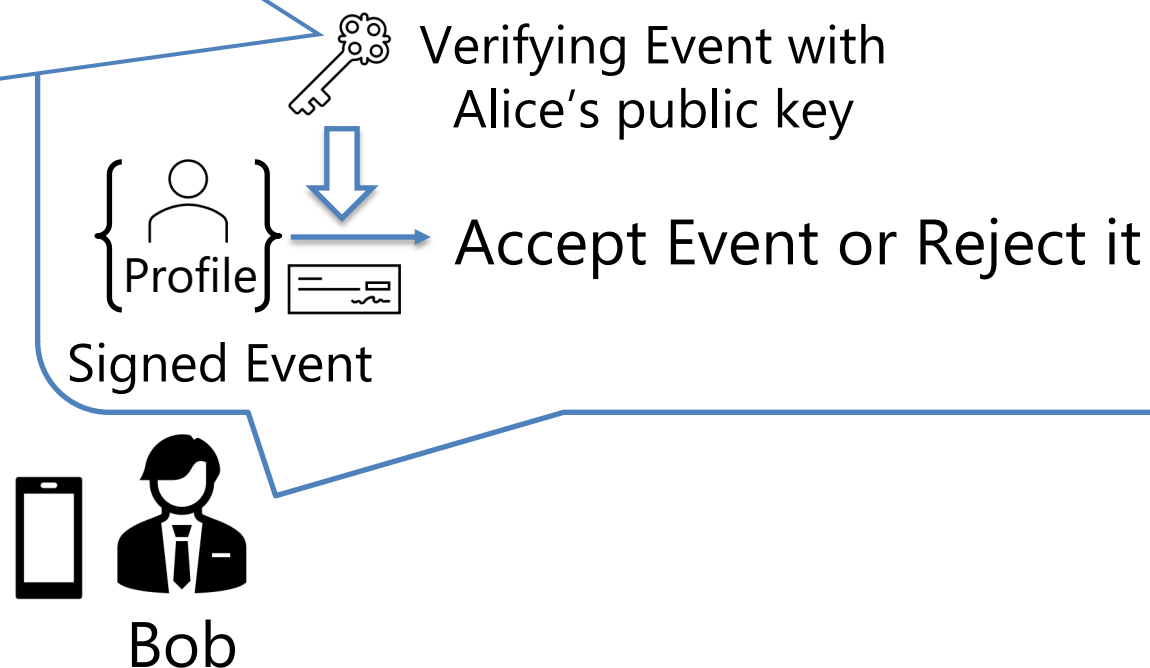 Verifying Event with
Alice’s public key
Profile
Accept Event or Reject it
Signed Event
Bob